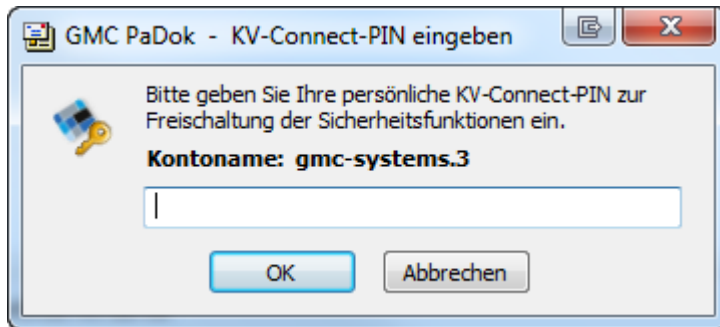 GMC PaDok - KV-Connect-PIN eingeben
Bitte geben Sie Ihre persönliche KV-Connect-PIN zur
Freischaltung der Sicherheitsfunktionen ein.
Kontoname: gmc-systems.3
OK
Abbrechen